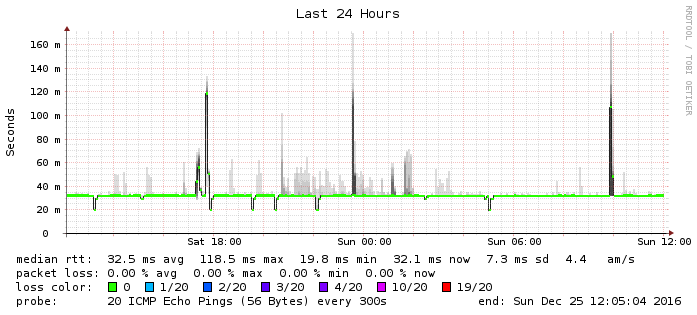 Last 24 Hours
RRDTOOL / TOBI OETIKER
Seconds
160 m
140 m
120 m
100 m
80 m
60 m
40 m
20 m
0
Sat 18:00 Sun 00:00 Sun 06:00 Sun 12:00
median rtt: 32.5 ms avg 118.5 ms max 19.8 ms min 32.1 ms now 7.3 ms sd 4.4 am/s
packet loss: 0.00 % avg 0.00 % max 0.00 % min 0.00 % now
loss color: 0 1/20 2/20 3/20 4/20 10/20 19/20
probe: 20 ICMP Echo Pings (56 Bytes) every 300s end: Sun Dec 25 12:05:04 2016